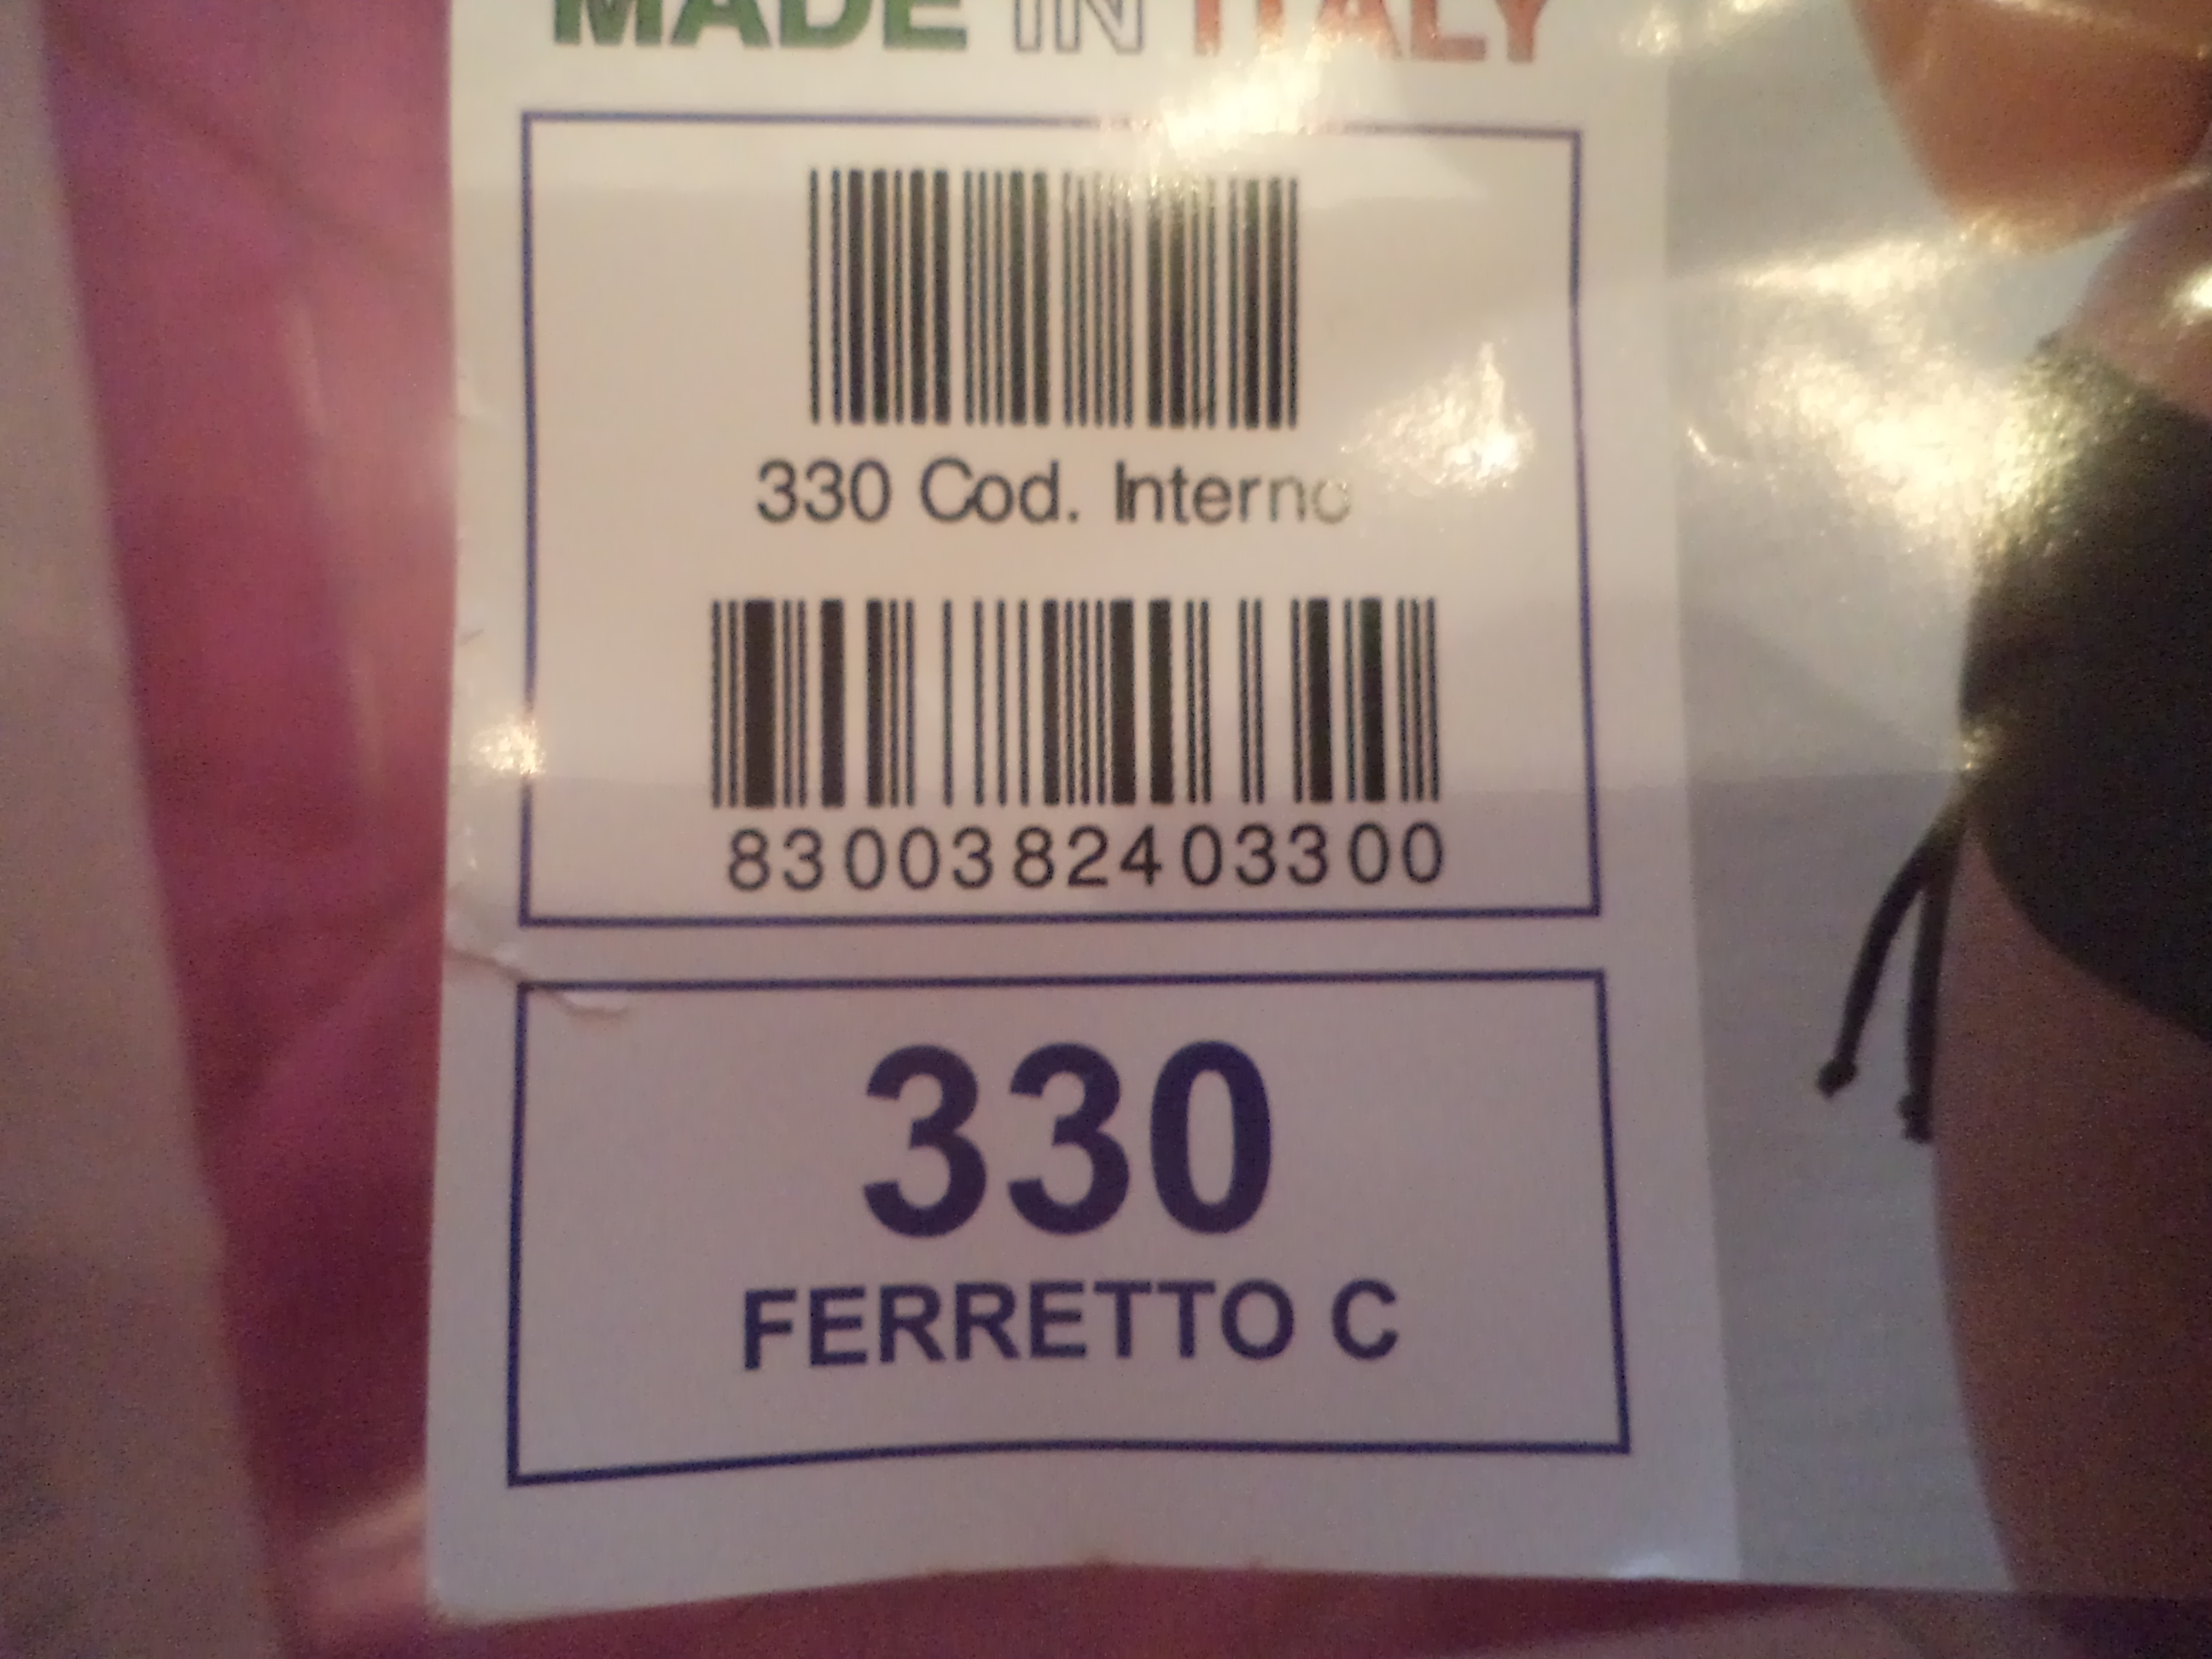 MADE IN ITALY
330 Cod. Interno
8300382403300
330
FERRETTO C